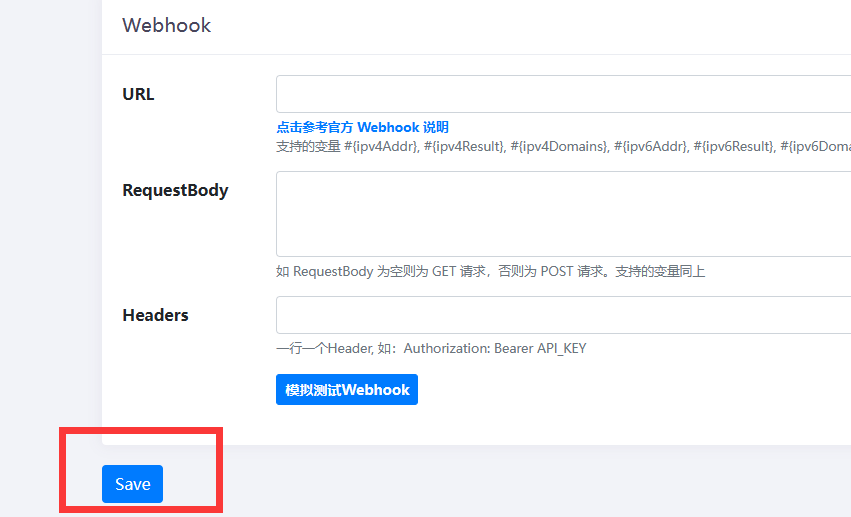 Webhook
URL
点击参考官方 Webhook 说明
支持的变量 #{ipv4Addr}, #{ipv4Result}, #{ipv4Domains}, #{ipv6Addr}, #{ipv6Result}, #{ipv6Doma
RequestBody
如 RequestBody 为空则为 GET 请求，否则为 POST 请求。支持的变量同上
Headers
一行一个Header, 如：Authorization: Bearer API_KEY
模拟测试Webhook
Save